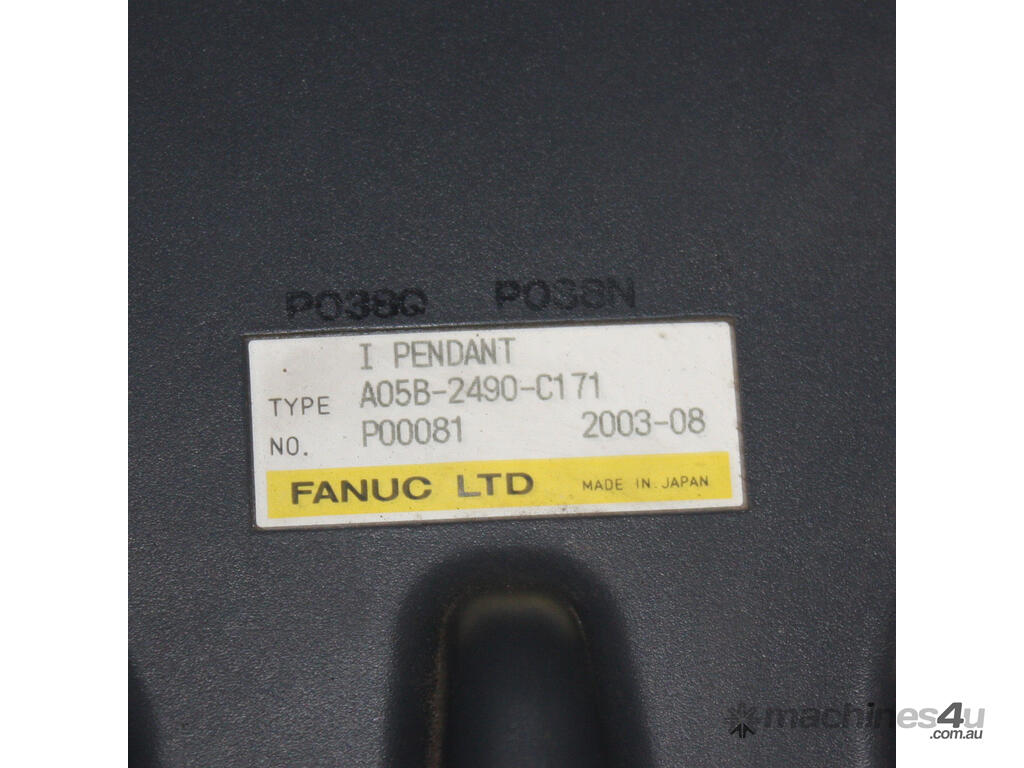 P038Q P038N
I PENDANT
TYPE A05B-2490-C171
NO. P00081 2003-08
FANUC LTD MADE IN JAPAN
machines4u
.com.au